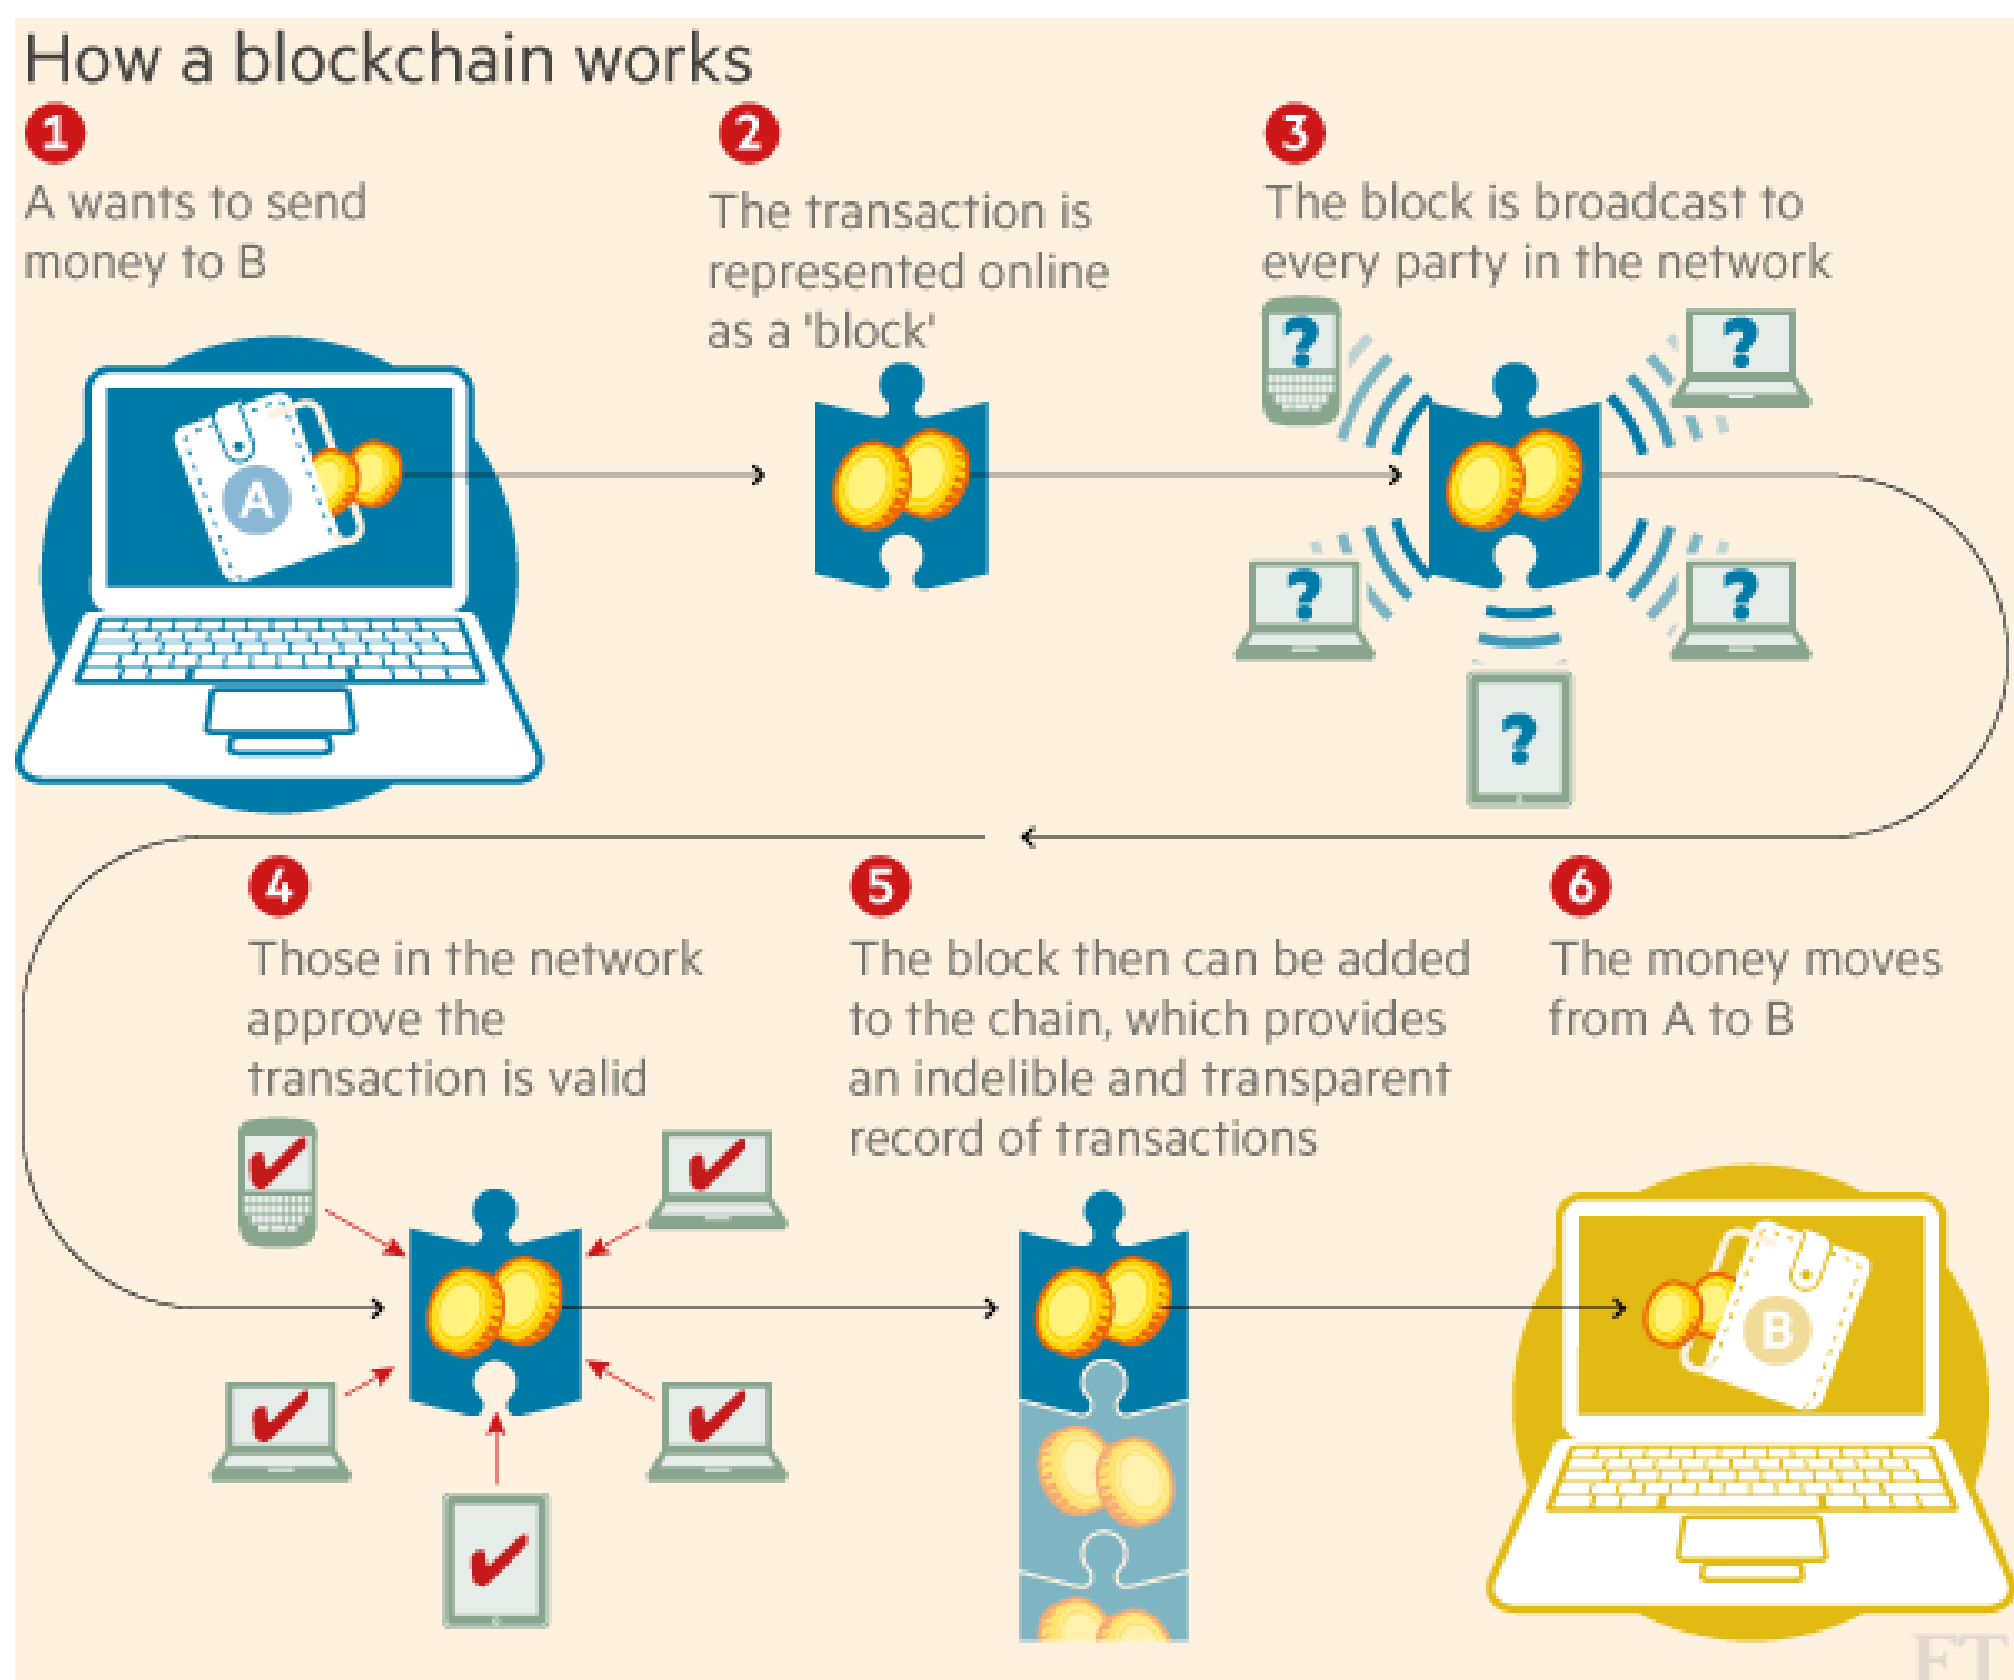 How a blockchain works
1
A wants to send
money to B
2
The transaction is
represented online
as a 'block'
3
The block is broadcast to
every party in the network
?
?
A
?
?
?
4
Those in the network
approve the
transaction is valid
5
The block then can be added
to the chain, which provides
an indelible and transparent
record of transactions
6
The money moves
from A to B
B
FT